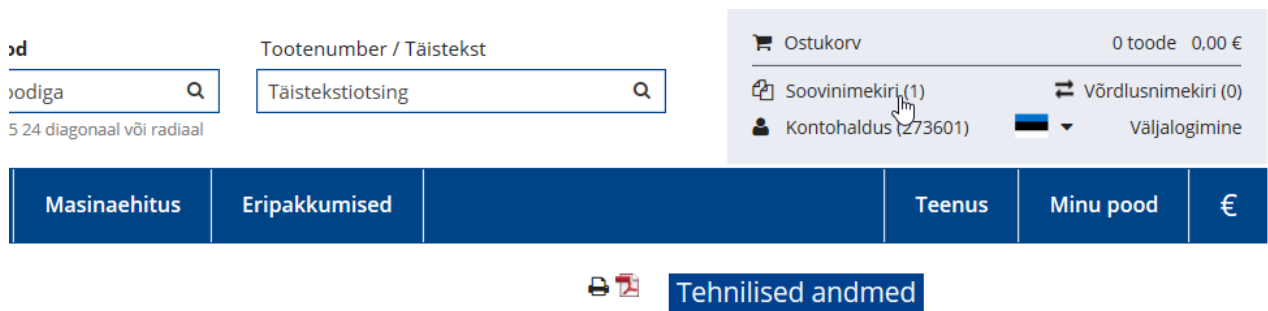 od
Tootenumber / Täistekst
oodiga
Täistekstiotsing
5 24 diagonaal või radiaal
Ostukorv 0 toode 0,00 €
Soovinimekiri (1) Võrdlusnimekiri (0)
Kontohaldus (273601) Väljalogimine
Masinaehitus Eripakkumised Teenus Minu pood €
Tehnilised andmed